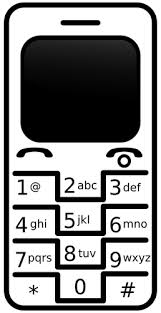 1@ 2abc 3def
4ghi 5jkl 6mno
7pqrs 8tuv 9wxyz
* 0 #